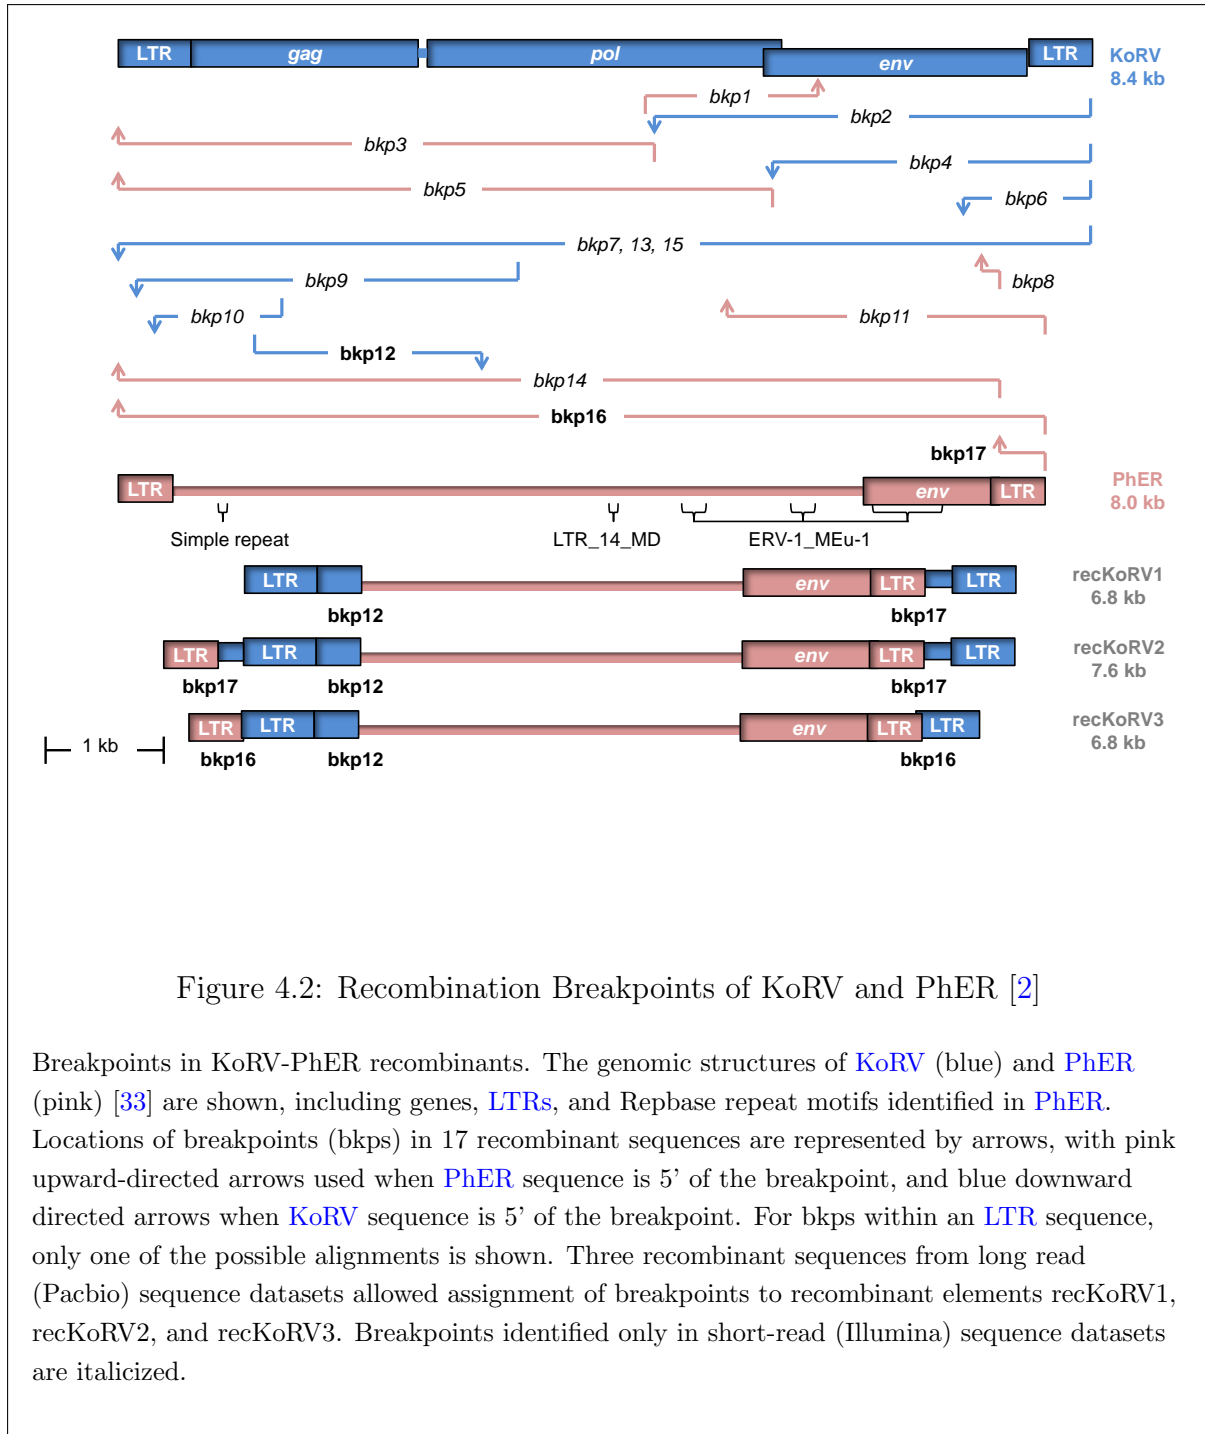 LTR gag pol env LTR KoRV
8.4 kb
bkp1
bkp2
bkp3
bkp4
bkp5
bkp6
bkp7, 13, 15
bkp8
bkp9
bkp10
bkp11
bkp12
bkp14
bkp16
bkp17
LTR env LTR PhER
8.0 kb
Simple repeat LTR_14_MD ERV-1_MEu-1
LTR env LTR LTR recKoRV1
6.8 kb
bkp12 bkp17
LTR LTR env LTR LTR recKoRV2
7.6 kb
bkp17 bkp12 bkp17
LTR LTR env LTR LTR recKoRV3
6.8 kb
1 kb
bkp16 bkp12 bkp16
Figure 4.2: Recombination Breakpoints of KoRV and PhER [2]
Breakpoints in KoRV-PhER recombinants. The genomic structures of KoRV (blue) and PhER
(pink) [33] are shown, including genes, LTRs, and Repbase repeat motifs identified in PhER.
Locations of breakpoints (bkps) in 17 recombinant sequences are represented by arrows, with pink
upward-directed arrows used when PhER sequence is 5' of the breakpoint, and blue downward
directed arrows when KoRV sequence is 5' of the breakpoint. For bkps within an LTR sequence,
only one of the possible alignments is shown. Three recombinant sequences from long read
(Pacbio) sequence datasets allowed assignment of breakpoints to recombinant elements recKoRV1,
recKoRV2, and recKoRV3. Breakpoints identified only in short-read (Illumina) sequence datasets
are italicized.